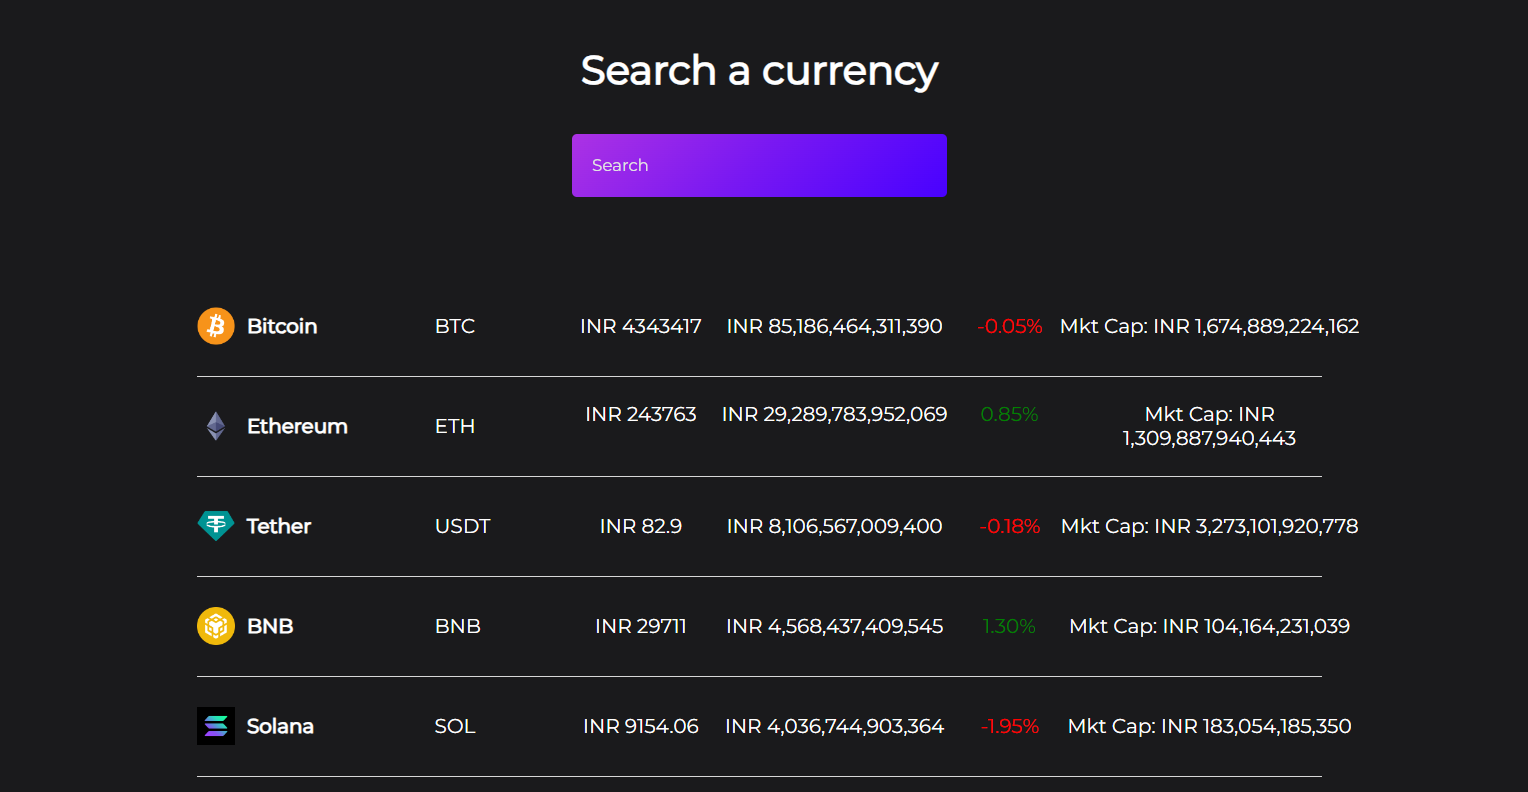 Search a currency
Search
Bitcoin BTC INR 4343417 INR 85,186,464,311,390 -0.05% Mkt Cap: INR 1,674,889,224,162
Ethereum ETH INR 243763 INR 29,289,783,952,069 0.85% Mkt Cap: INR
1,309,887,940,443
Tether USDT INR 82.9 INR 8,106,567,009,400 -0.18% Mkt Cap: INR 3,273,101,920,778
BNB BNB INR 29711 INR 4,568,437,409,545 1.30% Mkt Cap: INR 104,164,231,039
Solana SOL INR 9154.06 INR 4,036,744,903,364 -1.95% Mkt Cap: INR 183,054,185,350